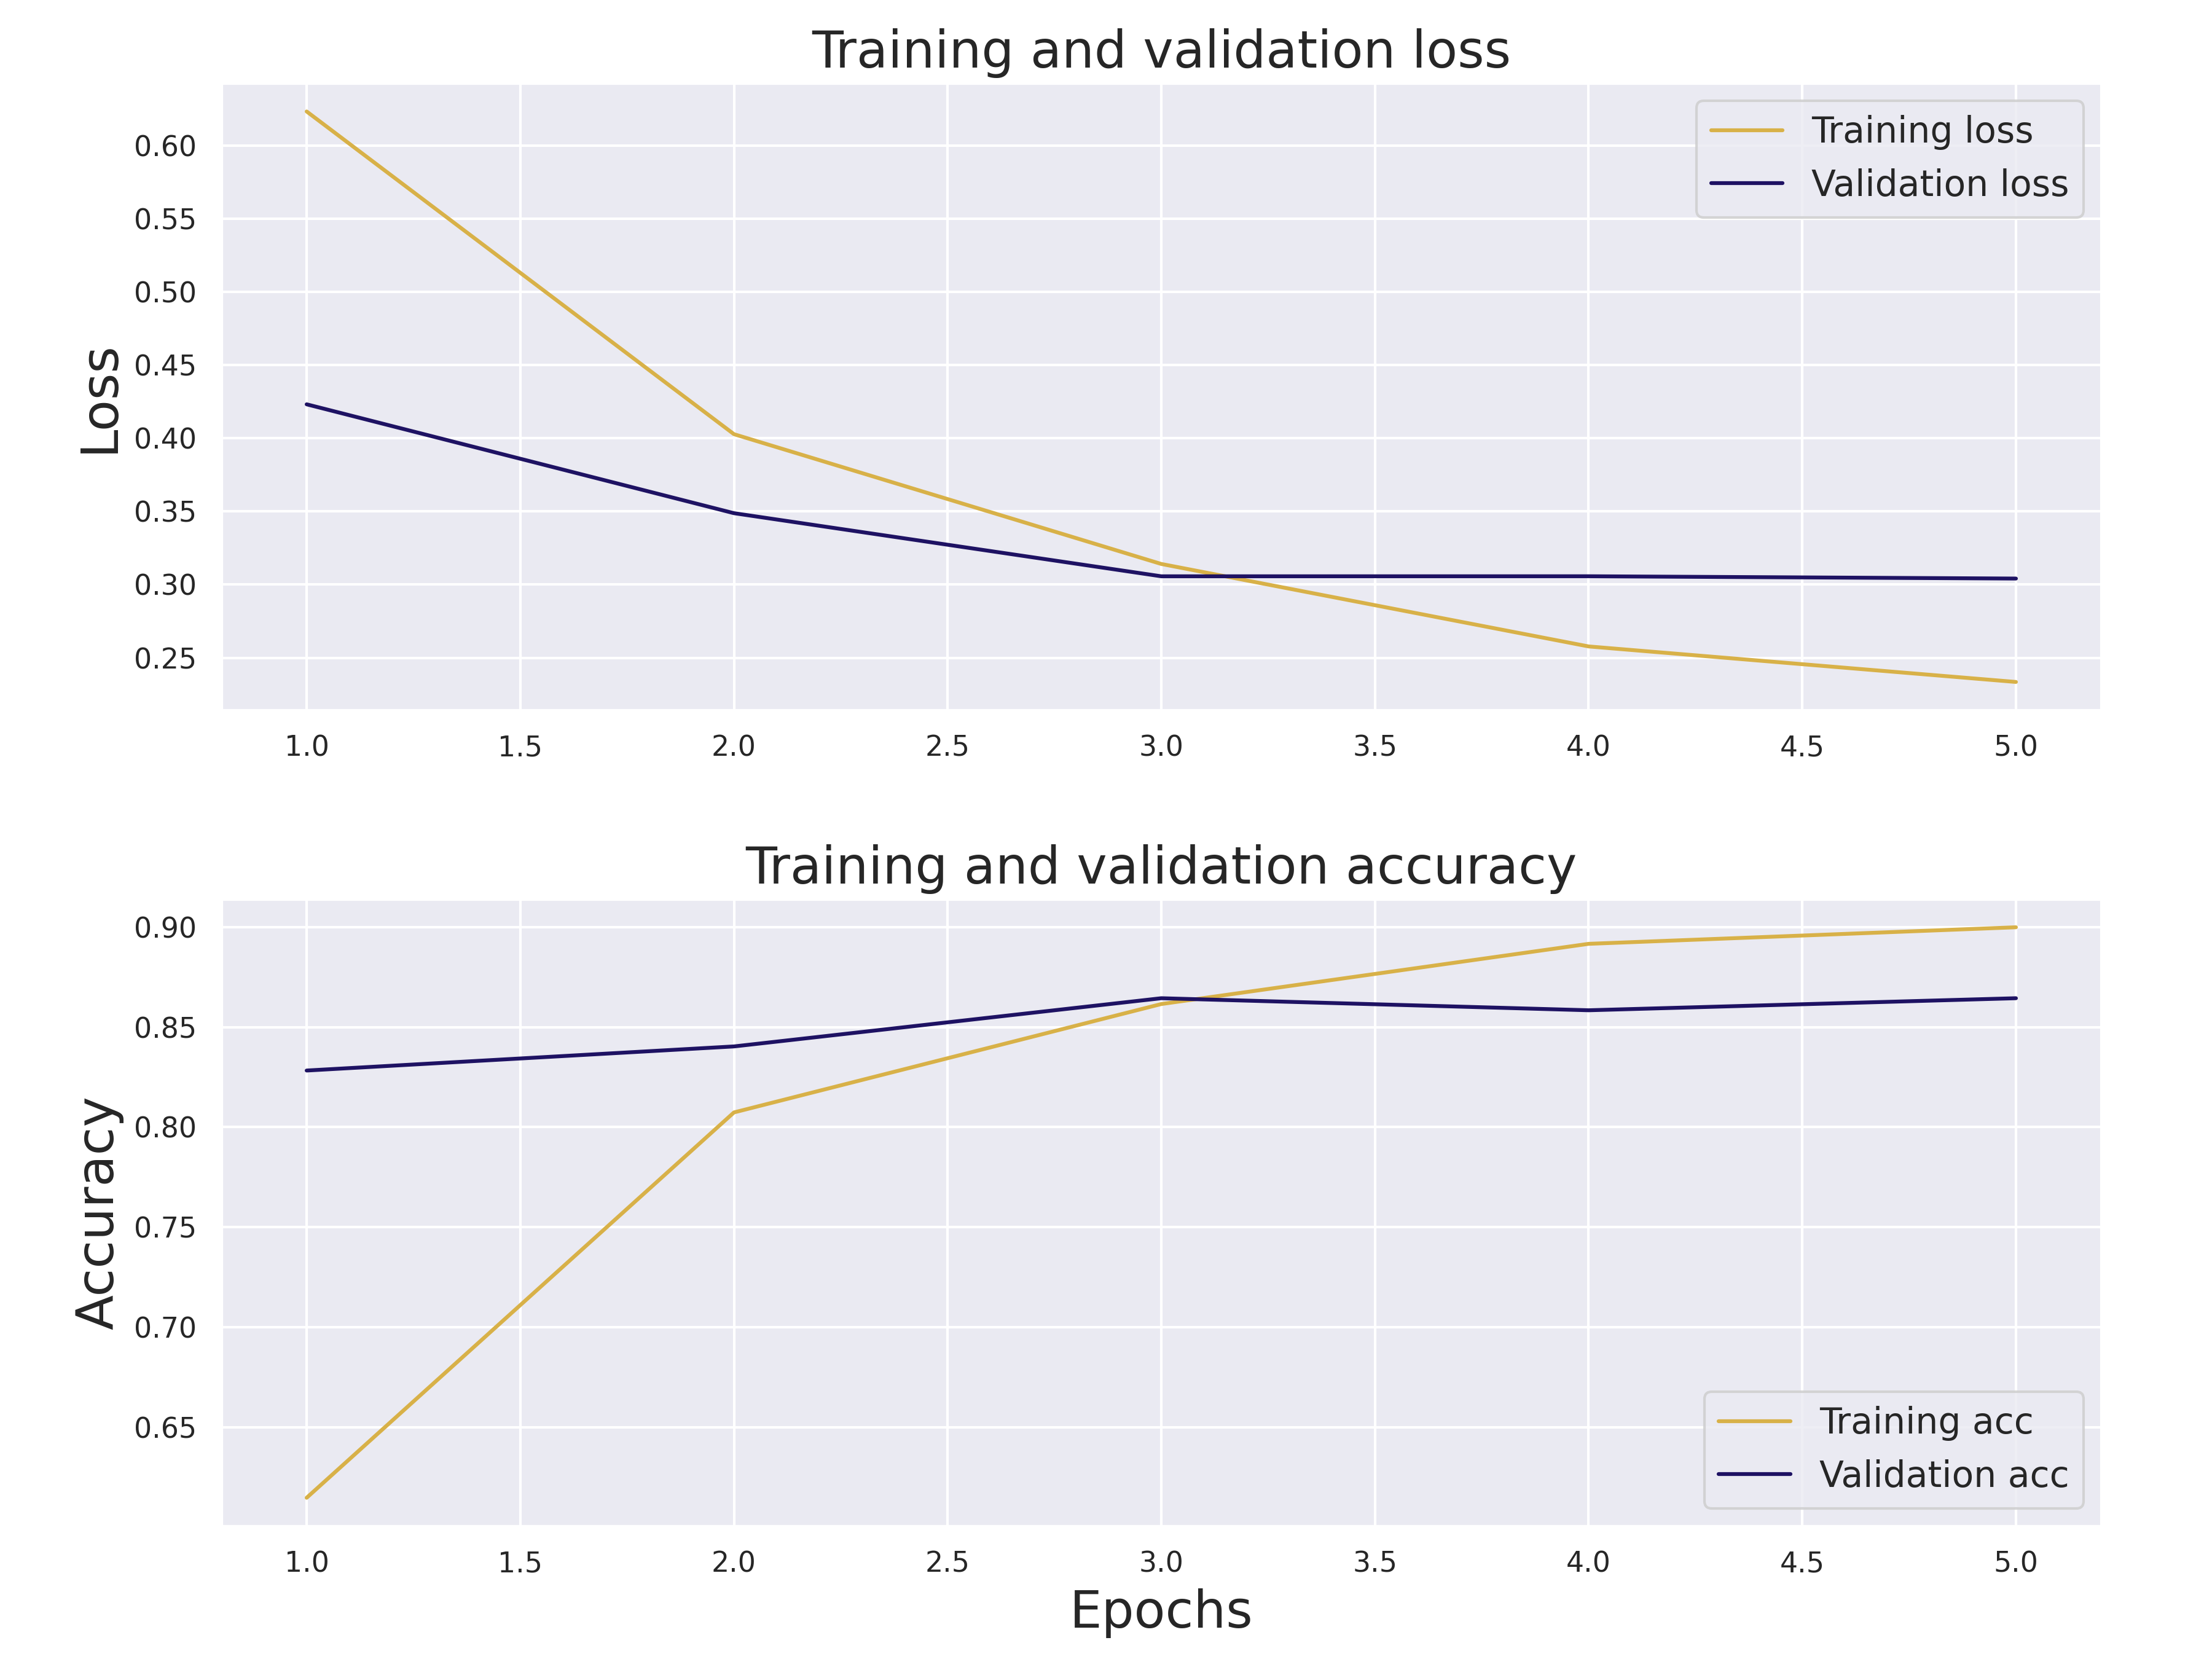 Training and validation loss
Loss
0.60
0.55
0.50
0.45
0.40
0.35
0.30
0.25
Training loss
Validation loss
1.0 1.5 2.0 2.5 3.0 3.5 4.0 4.5 5.0
Training and validation accuracy
Accuracy
0.90
0.85
0.80
0.75
0.70
0.65
Training acc
Validation acc
1.0 1.5 2.0 2.5 3.0 3.5 4.0 4.5 5.0
Epochs